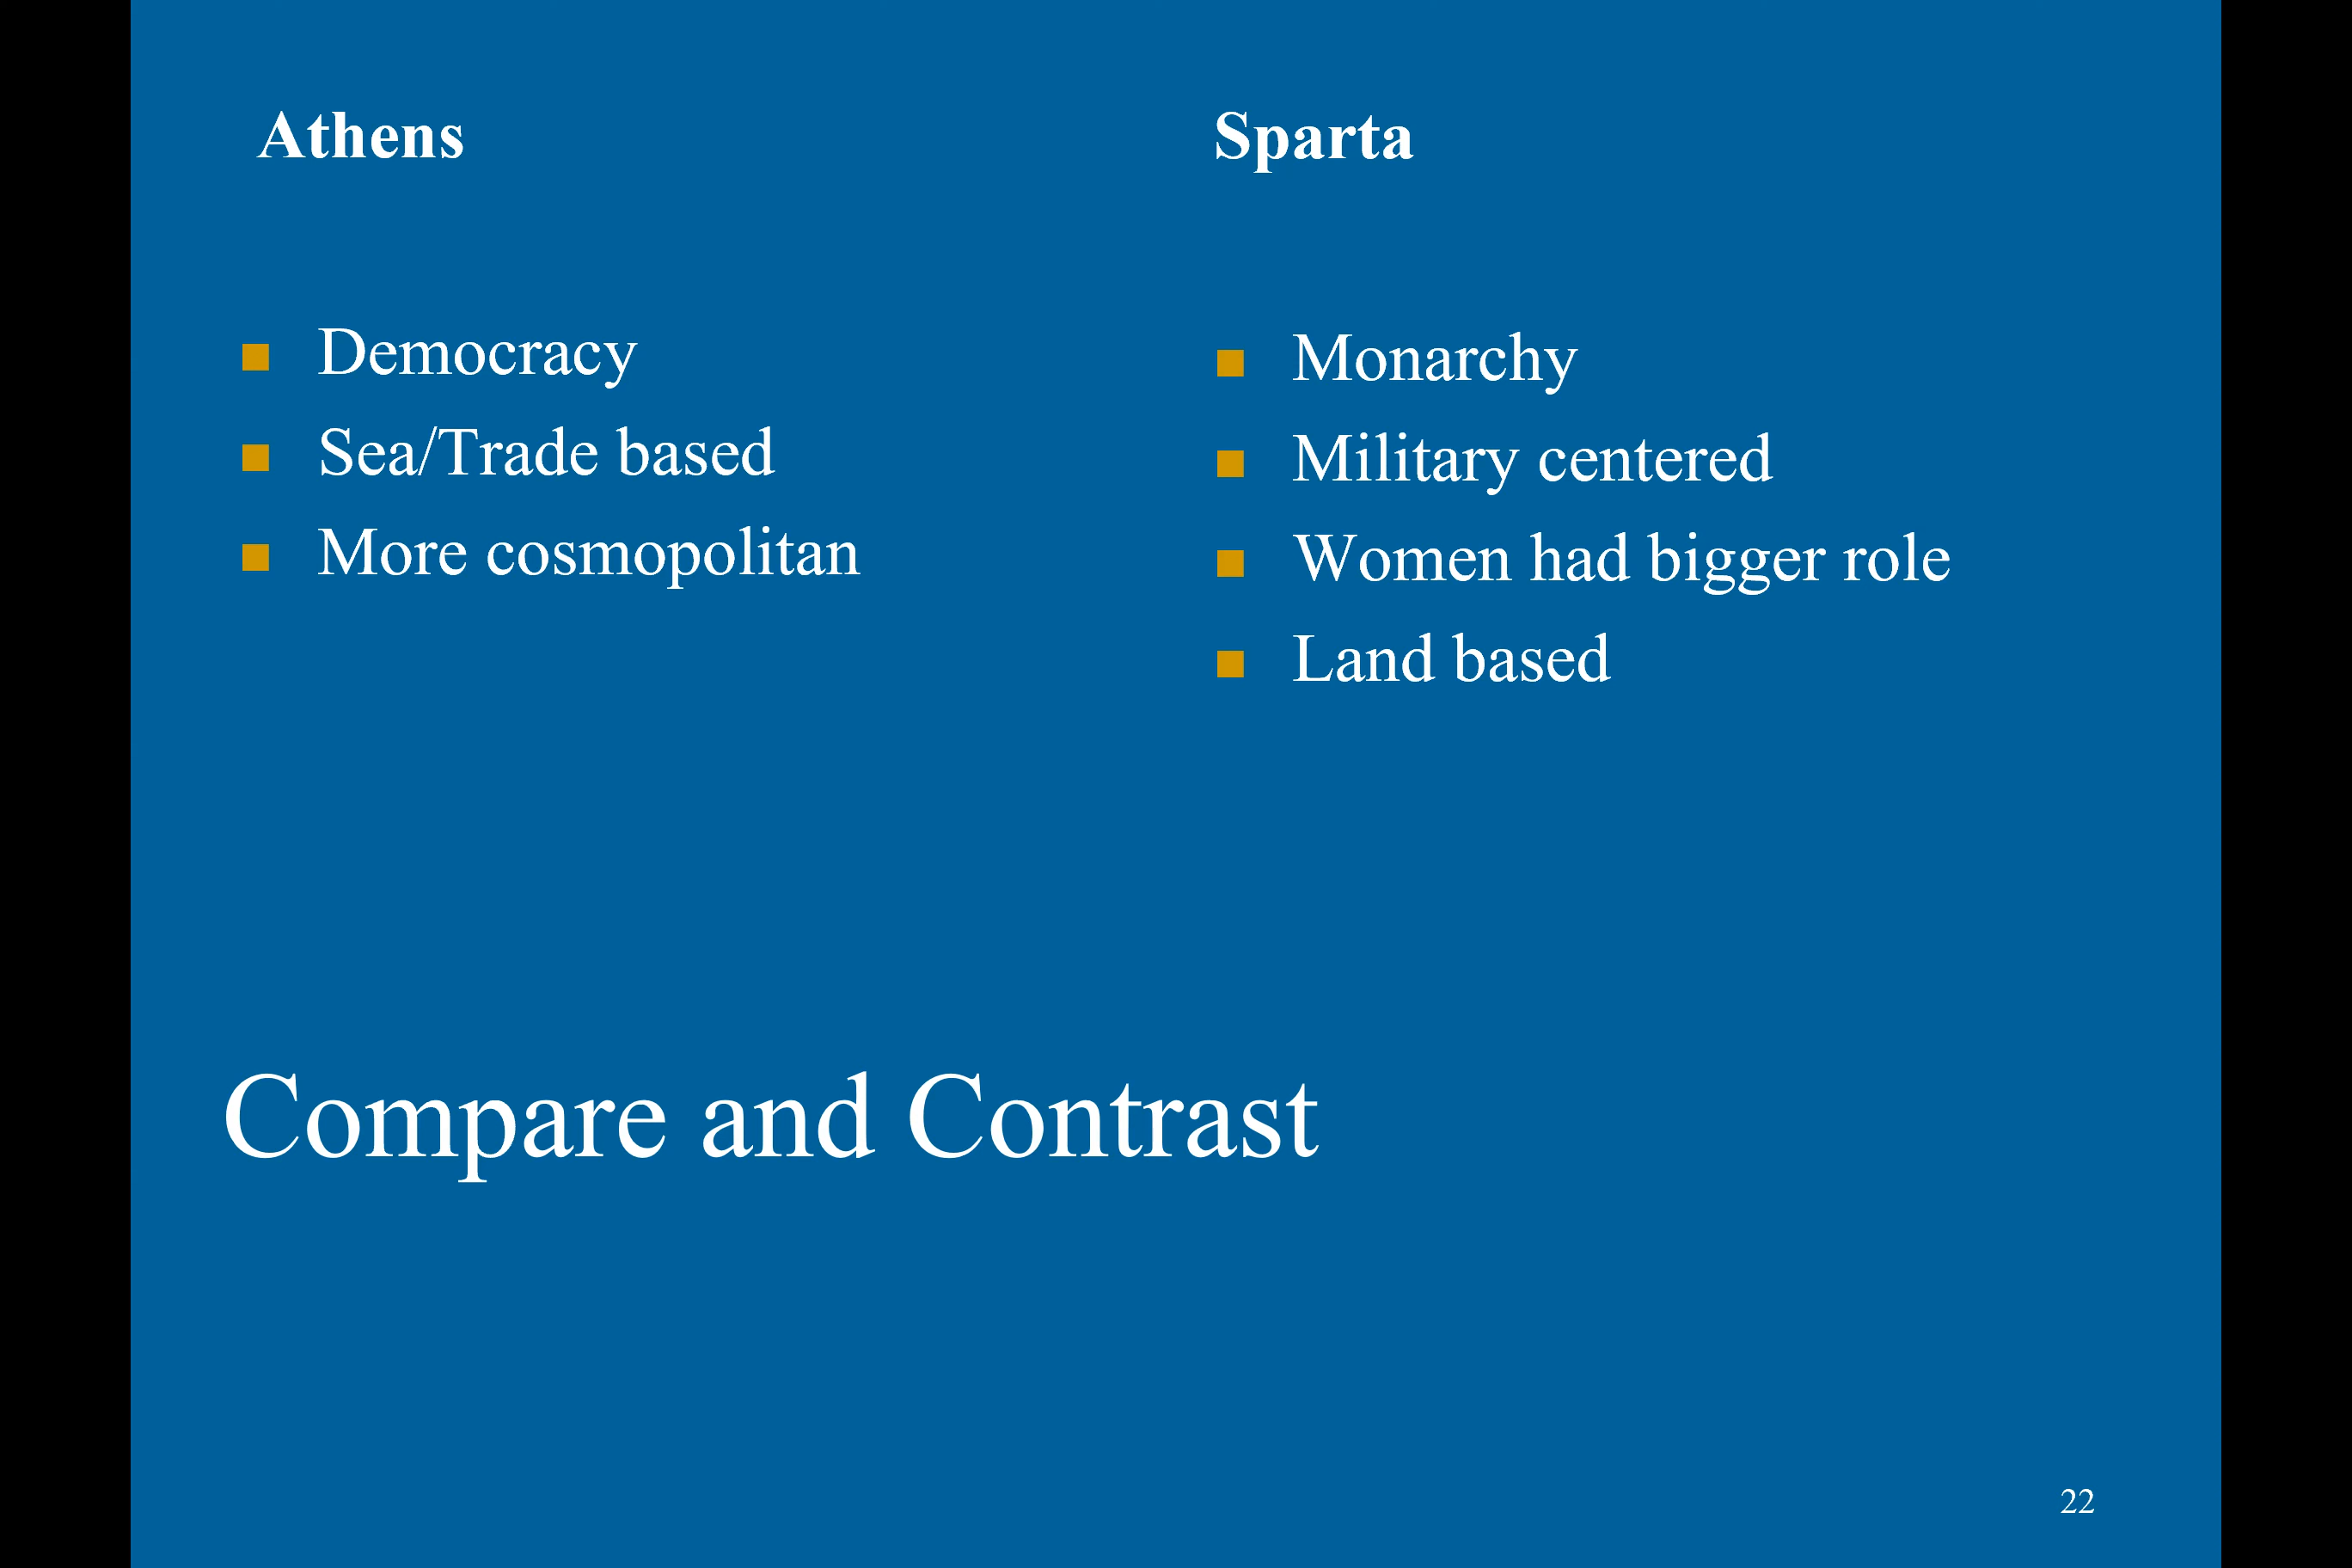 Athens
Democracy
Sea/Trade based
More cosmopolitan
Sparta
Monarchy
Military centered
Women had bigger role
Land based
Compare and Contrast
22